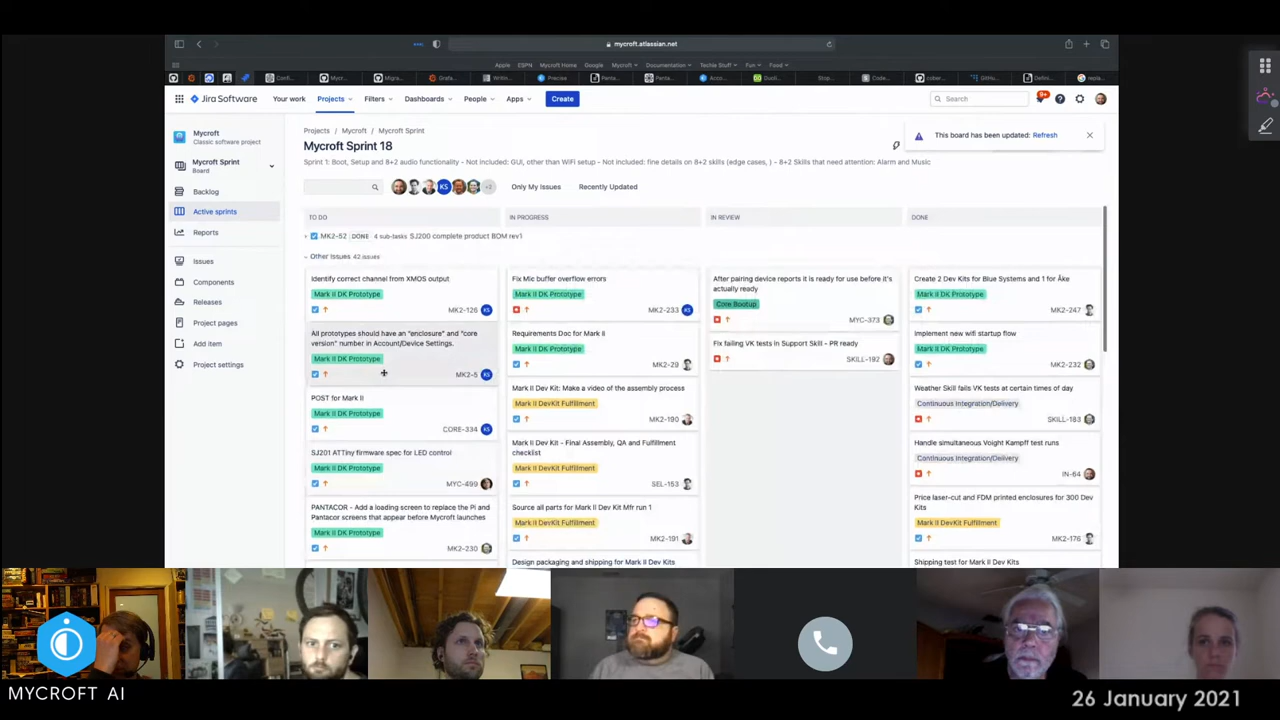 mycroft.atlassian.net
Apple ESPN Mycroft Home Google Mycroft Documentation Techie Stuff Fun Food
Jira Software Your work Projects Filters Dashboards People Apps Create Search 9+
Mycroft
Classic software project
Mycroft Sprint
Board
Backlog
Active sprints
Reports
Issues
Components
Releases
Project pages
Add item
Project settings
Projects / Mycroft / Mycroft Sprint
Mycroft Sprint 18
This board has been updated: Refresh
Sprint 1: Boot, Setup and 8+2 audio functionality - Not included: GUI, other than WiFi setup - Not included: fine details on 8+2 skills (edge cases, ) - 8+2 Skills that need attention: Alarm and Music
KS +2 Only My Issues Recently Updated
TO DO IN PROGRESS IN REVIEW DONE
MK2-52 DONE 4 sub-tasks SJ200 complete product BOM rev1
Other Issues 42 issues
Identify correct channel from XMOS output
Mark II DK Prototype
MK2-126 KS
All prototypes should have an "enclosure" and "core
version" number in Account/Device Settings.
Mark II DK Prototype
MK2-5 KS
POST for Mark II
Mark II DK Prototype
CORE-334 KS
SJ201 ATTiny firmware spec for LED control
Mark II DK Prototype
MYC-499
PANTACOR - Add a loading screen to replace the Pi and
Pantacor screens that appear before Mycroft launches
Mark II DK Prototype
MK2-230
Fix Mic buffer overflow errors
Mark II DK Prototype
MK2-233 KS
Requirements Doc for Mark II
Mark II DK Prototype
MK2-29
Mark II Dev Kit: Make a video of the assembly process
Mark II DevKit Fulfillment
MK2-190
Mark II Dev Kit - Final Assembly, QA and Fulfillment
checklist
Mark II DevKit Fulfillment
SEL-153
Source all parts for Mark II Dev Kit Mfr run 1
Mark II DevKit Fulfillment
MK2-191
Design packaging and shipping for Mark II Dev Kits
After pairing device reports it is ready for use before it's
actually ready
Core Bootup
MYC-373
Fix failing VK tests in Support Skill - PR ready
SKILL-192
Create 2 Dev Kits for Blue Systems and 1 for Åke
Mark II DK Prototype
MK2-247
Implement new wifi startup flow
Mark II DK Prototype
MK2-232
Weather Skill fails VK tests at certain times of day
Continuous Integration/Delivery
SKILL-183
Handle simultaneous Voight Kampff test runs
Continuous Integration/Delivery
IN-64
Price laser-cut and FDM printed enclosures for 300 Dev
Kits
Mark II DevKit Fulfillment
MK2-176
Shipping test for Mark II Dev Kits
MYCROFT AI
26 January 2021